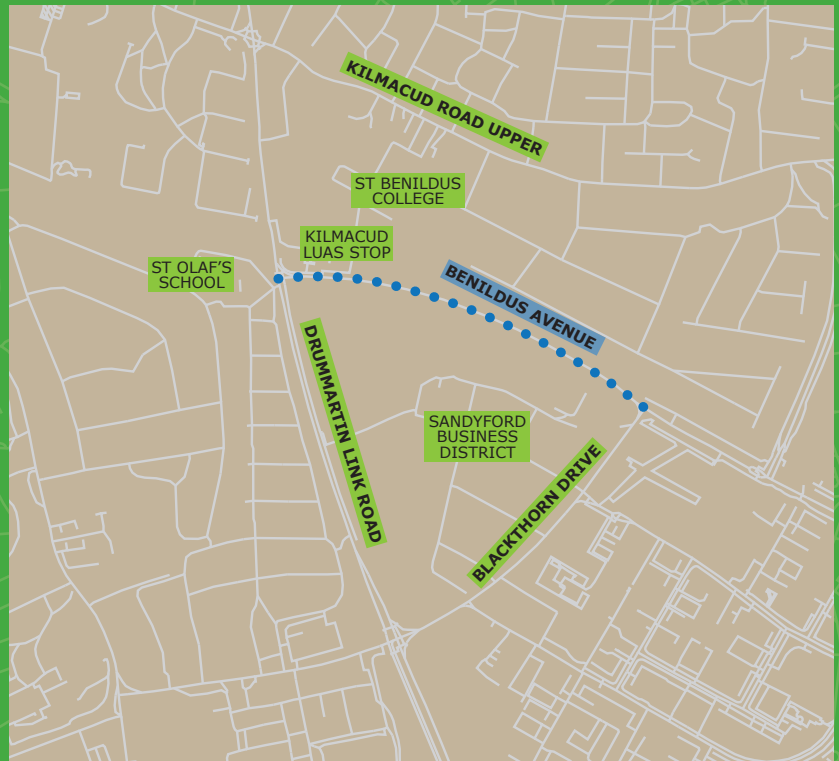 KILMACUD ROAD UPPER
ST BENILDUS
COLLEGE
KILMACUD
LUAS STOP
ST OLAF'S
SCHOOL
BENILDUS AVENUE
DRUMMARTIN LINK ROAD
SANDYFORD
BUSINESS
DISTRICT
BLACKTHORN DRIVE